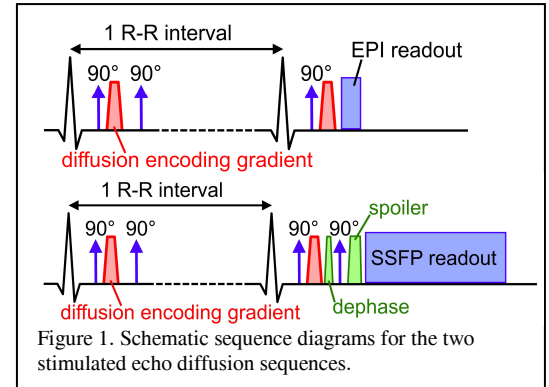 1 R-R interval
EPI readout
90° 90° 90°
diffusion encoding gradient
1 R-R interval
spoiler
90° 90° 90° 90°
SSFP readout
diffusion encoding gradient
dephase
Figure 1. Schematic sequence diagrams for the two
stimulated echo diffusion sequences.